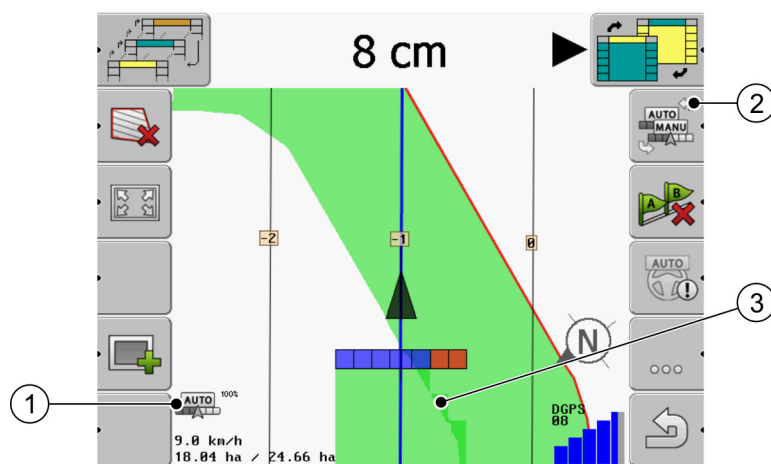 8 cm
AUTO
MANU
2
A B
-2
-1
0
AUTO
3
N
1
AUTO 100%
DGPS
08
9.0 km/h
18.04 ha / 24.66 ha